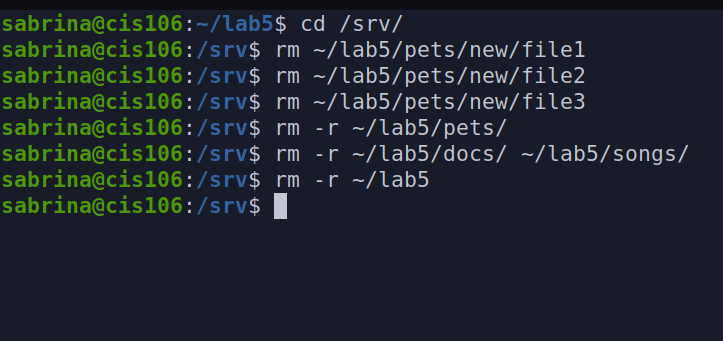 sabrina@cis106:~/lab5$ cd /srv/
sabrina@cis106:/srv$ rm ~/lab5/pets/new/file1
sabrina@cis106:/srv$ rm ~/lab5/pets/new/file2
sabrina@cis106:/srv$ rm ~/lab5/pets/new/file3
sabrina@cis106:/srv$ rm -r ~/lab5/pets/
sabrina@cis106:/srv$ rm -r ~/lab5/docs/ ~/lab5/songs/
sabrina@cis106:/srv$ rm -r ~/lab5
sabrina@cis106:/srv$